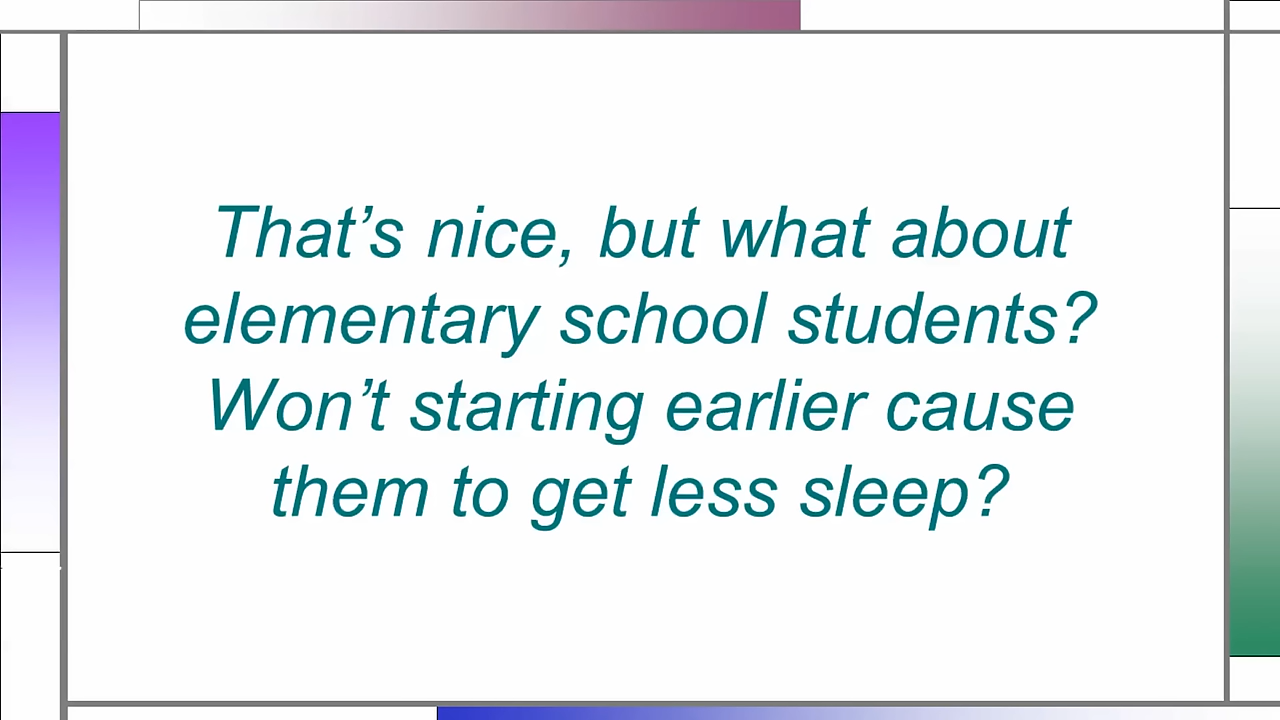 That’s nice, but what about
elementary school students?
Won’t starting earlier cause
them to get less sleep?